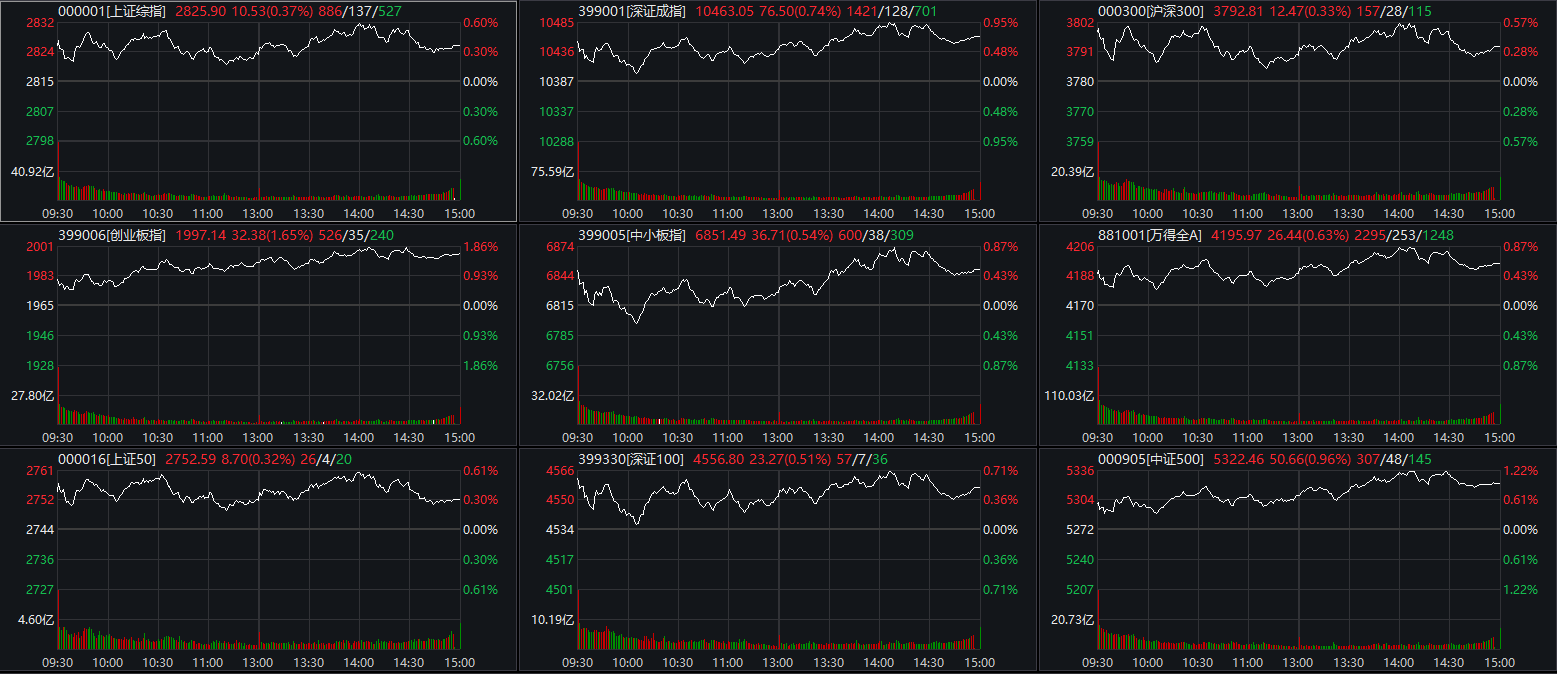 000001[上证综指] 2825.90 10.53(0.37%) 886/137/527
2832 0.60%
2824 0.30%
2815 0.00%
2807 0.30%
2798 0.60%
40.92亿
09:30 10:00 10:30 11:00 13:00 13:30 14:00 14:30 15:00
399001[深证成指] 10463.05 76.50(0.74%) 1421/128/701
10485 0.95%
10436 0.48%
10387 0.00%
10337 0.48%
10288 0.95%
75.59亿
09:30 10:00 10:30 11:00 13:00 13:30 14:00 14:30 15:00
000300[沪深300] 3792.81 12.47(0.33%) 157/28/115
3802 0.57%
3791 0.28%
3780 0.00%
3770 0.28%
3759 0.57%
20.39亿
09:30 10:00 10:30 11:00 13:00 13:30 14:00 14:30 15:00
399006[创业板指] 1997.14 32.38(1.65%) 526/35/240
2001 1.86%
1983 0.93%
1965 0.00%
1946 0.93%
1928 1.86%
27.80亿
09:30 10:00 10:30 11:00 13:00 13:30 14:00 14:30 15:00
399005[中小板指] 6851.49 36.71(0.54%) 600/38/309
6874 0.87%
6844 0.43%
6815 0.00%
6785 0.43%
6756 0.87%
32.02亿
09:30 10:00 10:30 11:00 13:00 13:30 14:00 14:30 15:00
881001[万得全A] 4195.97 26.44(0.63%) 2295/253/1248
4206 0.87%
4188 0.43%
4170 0.00%
4151 0.43%
4133 0.87%
110.03亿
09:30 10:00 10:30 11:00 13:00 13:30 14:00 14:30 15:00
000016[上证50] 2752.59 8.70(0.32%) 26/4/20
2761 0.61%
2752 0.30%
2744 0.00%
2736 0.30%
2727 0.61%
4.60亿
09:30 10:00 10:30 11:00 13:00 13:30 14:00 14:30 15:00
399330[深证100] 4556.80 23.27(0.51%) 57/7/36
4566 0.71%
4550 0.36%
4534 0.00%
4517 0.36%
4501 0.71%
10.19亿
09:30 10:00 10:30 11:00 13:00 13:30 14:00 14:30 15:00
000905[中证500] 5322.46 50.66(0.96%) 307/48/145
5336 1.22%
5304 0.61%
5272 0.00%
5240 0.61%
5207 1.22%
20.73亿
09:30 10:00 10:30 11:00 13:00 13:30 14:00 14:30 15:00